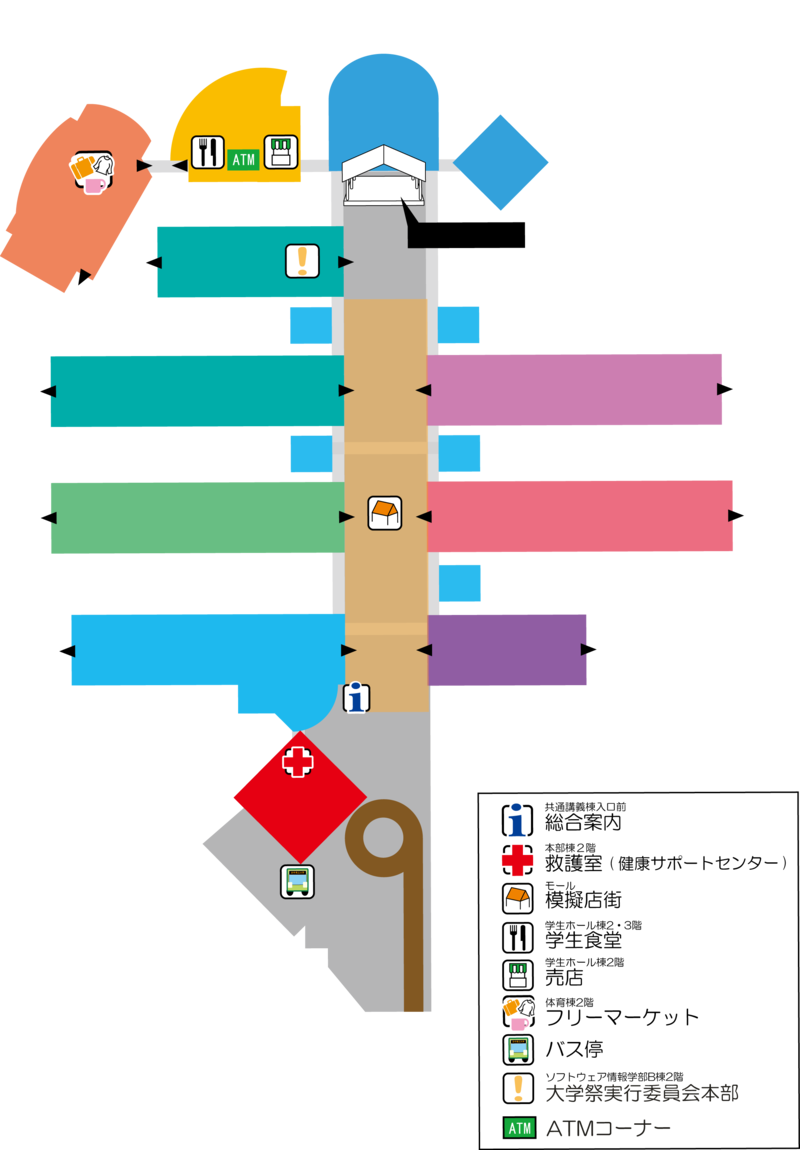 ATM
共通講義棟入口前
総合案内
本部棟2階
救護室(健康サポートセンター)
モール
模擬店街
学生ホール棟2・3階
学生食堂
学生ホール棟2階
売店
体育棟2階
フリーマーケット
バス停
ソフトウェア情報学部B棟2階
大学祭実行委員会本部
ATM ATMコーナー